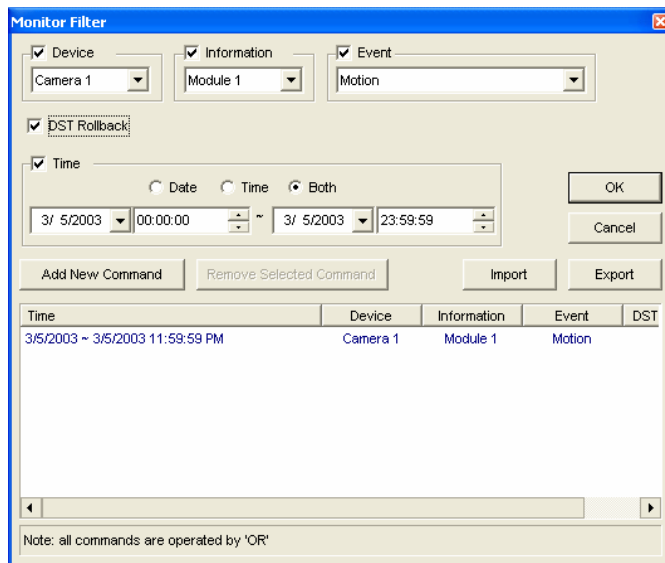 Monitor Filter
Device Information Event
Camera 1 Module 1 Motion
DST Rollback
Time
Date Time Both
3/ 5/2003 00:00:00 ~ 3/ 5/2003 23:59:59
OK
Cancel
Add New Command Remove Selected Command Import Export
Time Device Information Event DST
3/5/2003 ~ 3/5/2003 11:59:59 PM Camera 1 Module 1 Motion
Note: all commands are operated by 'OR'